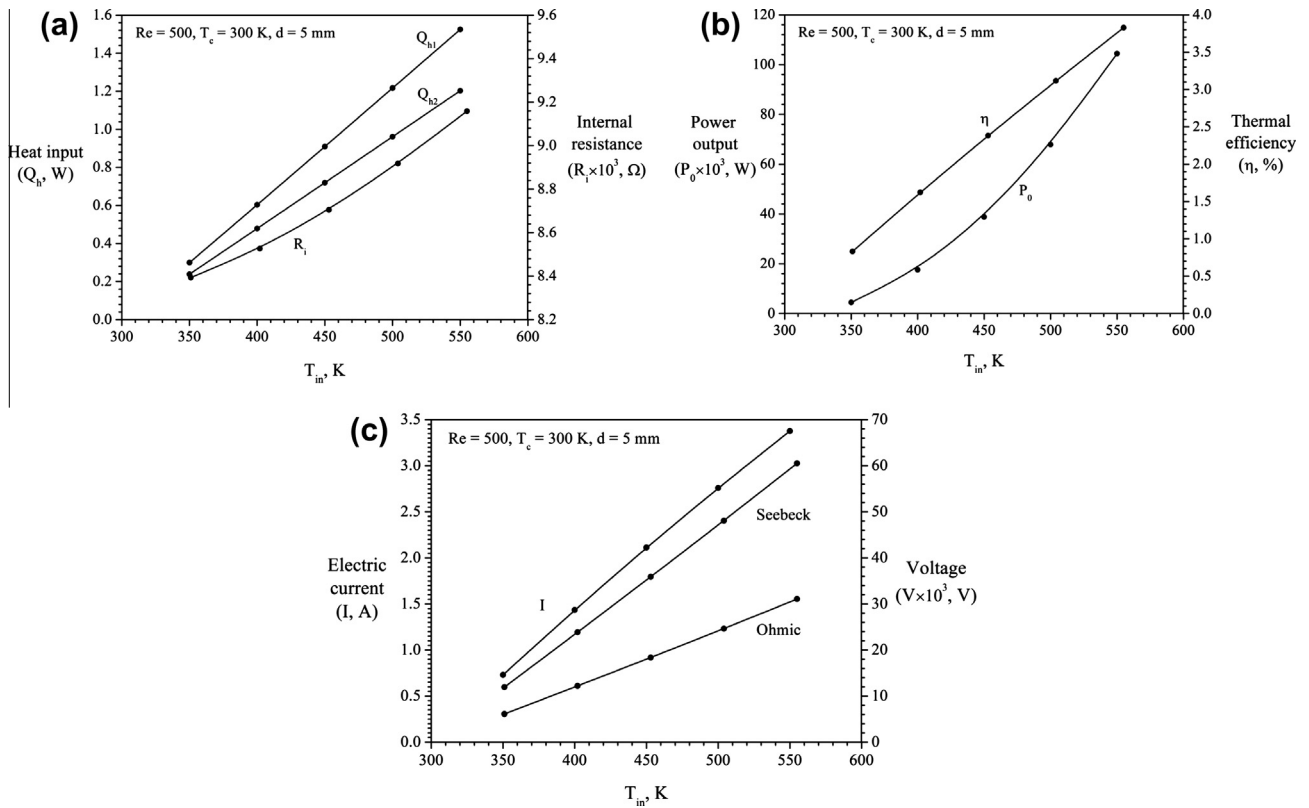 (a)
Re = 500, T_c = 300 K, d = 5 mm
1.6
1.4
1.2
1.0
0.8
0.6
0.4
0.2
0.0
Heat input
(Q_h, W)
Q_h1
Q_h2
R_i
9.6
9.4
9.2
9.0
8.8
8.6
8.4
8.2
Internal
resistance
(R_i×10^3, Ω)
300 350 400 450 500 550 600
T_in, K
(b)
Re = 500, T_c = 300 K, d = 5 mm
120
100
80
60
40
20
0
Power
output
(P_0×10^3, W)
η
P_0
4.0
3.5
3.0
2.5
2.0
1.5
1.0
0.5
0.0
Thermal
efficiency
(η, %)
300 350 400 450 500 550 600
T_in, K
(c)
Re = 500, T_c = 300 K, d = 5 mm
3.5
3.0
2.5
2.0
1.5
1.0
0.5
0.0
Electric
current
(I, A)
I
Seebeck
Ohmic
70
60
50
40
30
20
10
0
Voltage
(V×10^3, V)
300 350 400 450 500 550 600
T_in, K